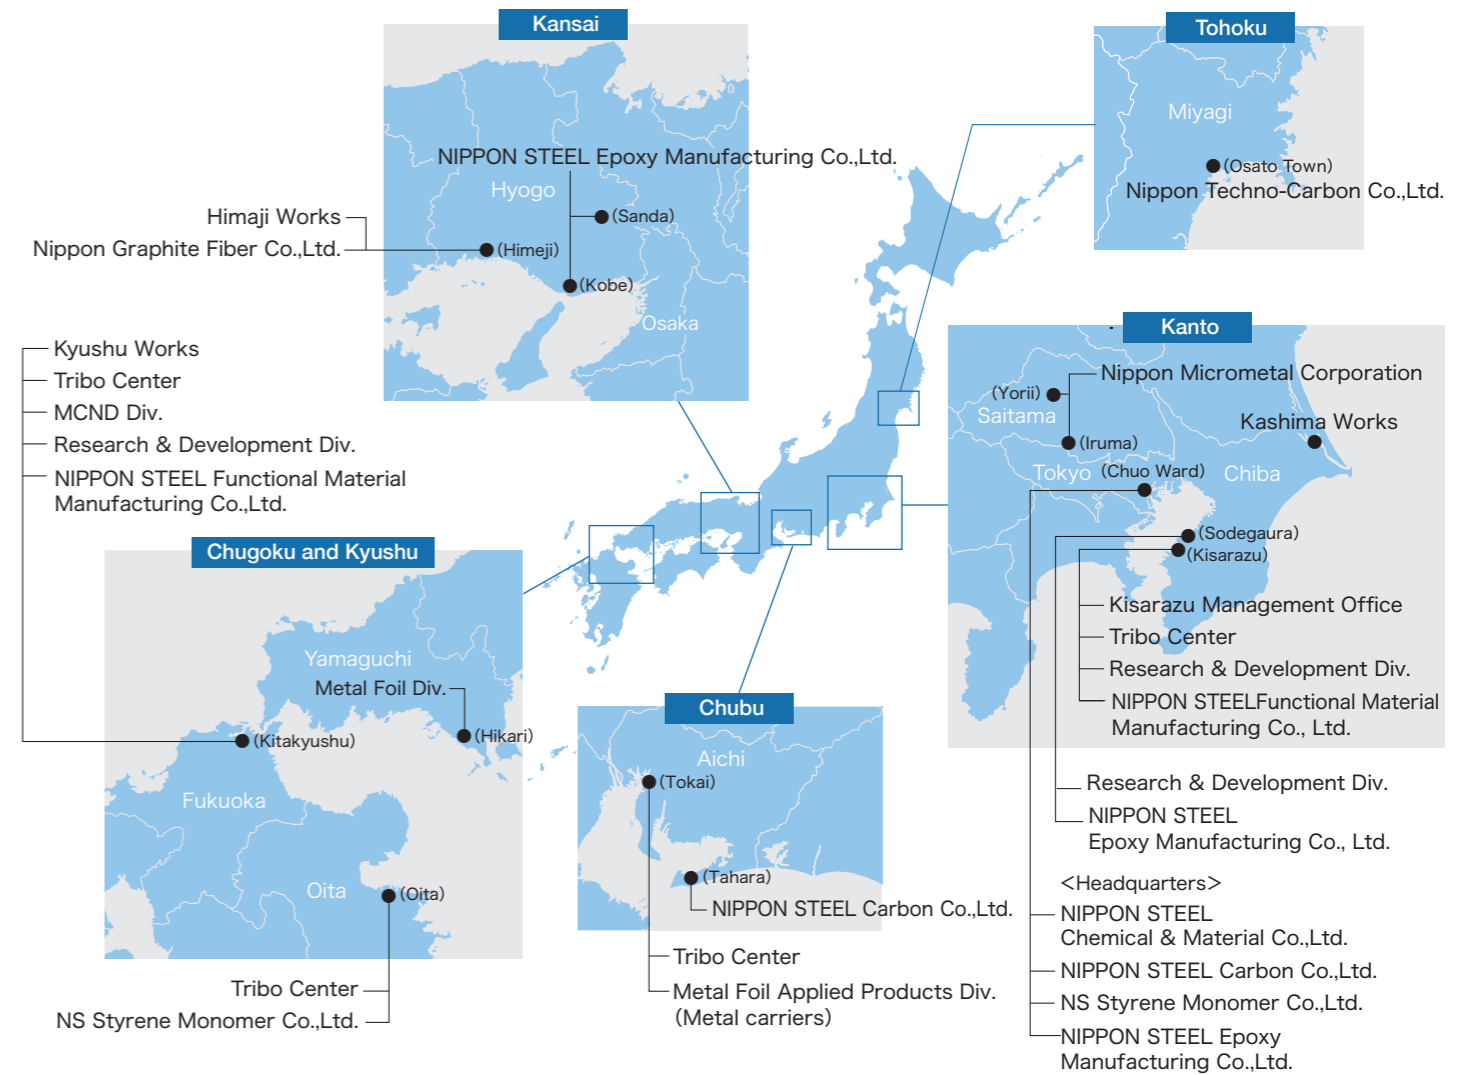 Kansai
NIPPON STEEL Epoxy Manufacturing Co.,Ltd.
Hyogo
(Sanda)
Himaji Works
Nippon Graphite Fiber Co.,Ltd.
(Himeji)
(Kobe)
Osaka
Tohoku
Miyagi
(Osato Town)
Nippon Techno-Carbon Co.,Ltd.
Kanto
Nippon Micrometal Corporation
(Yorii)
Saitama
Kashima Works
(Iruma)
Tokyo
(Chuo Ward)
Chiba
(Sodegaura)
(Kisarazu)
Kisarazu Management Office
Tribo Center
Research & Development Div.
NIPPON STEELFunctional Material
Manufacturing Co., Ltd.
Research & Development Div.
NIPPON STEEL
Epoxy Manufacturing Co., Ltd.
<Headquarters>
NIPPON STEEL
Chemical & Material Co.,Ltd.
NIPPON STEEL Carbon Co.,Ltd.
NS Styrene Monomer Co.,Ltd.
NIPPON STEEL Epoxy
Manufacturing Co.,Ltd.
Kyushu Works
Tribo Center
MCND Div.
Research & Development Div.
NIPPON STEEL Functional Material
Manufacturing Co.,Ltd.
Chugoku and Kyushu
Yamaguchi
Metal Foil Div.
(Hikari)
(Kitakyushu)
Fukuoka
Oita
(Oita)
Tribo Center
NS Styrene Monomer Co.,Ltd.
Chubu
Aichi
(Tokai)
(Tahara)
NIPPON STEEL Carbon Co.,Ltd.
Tribo Center
Metal Foil Applied Products Div.
(Metal carriers)